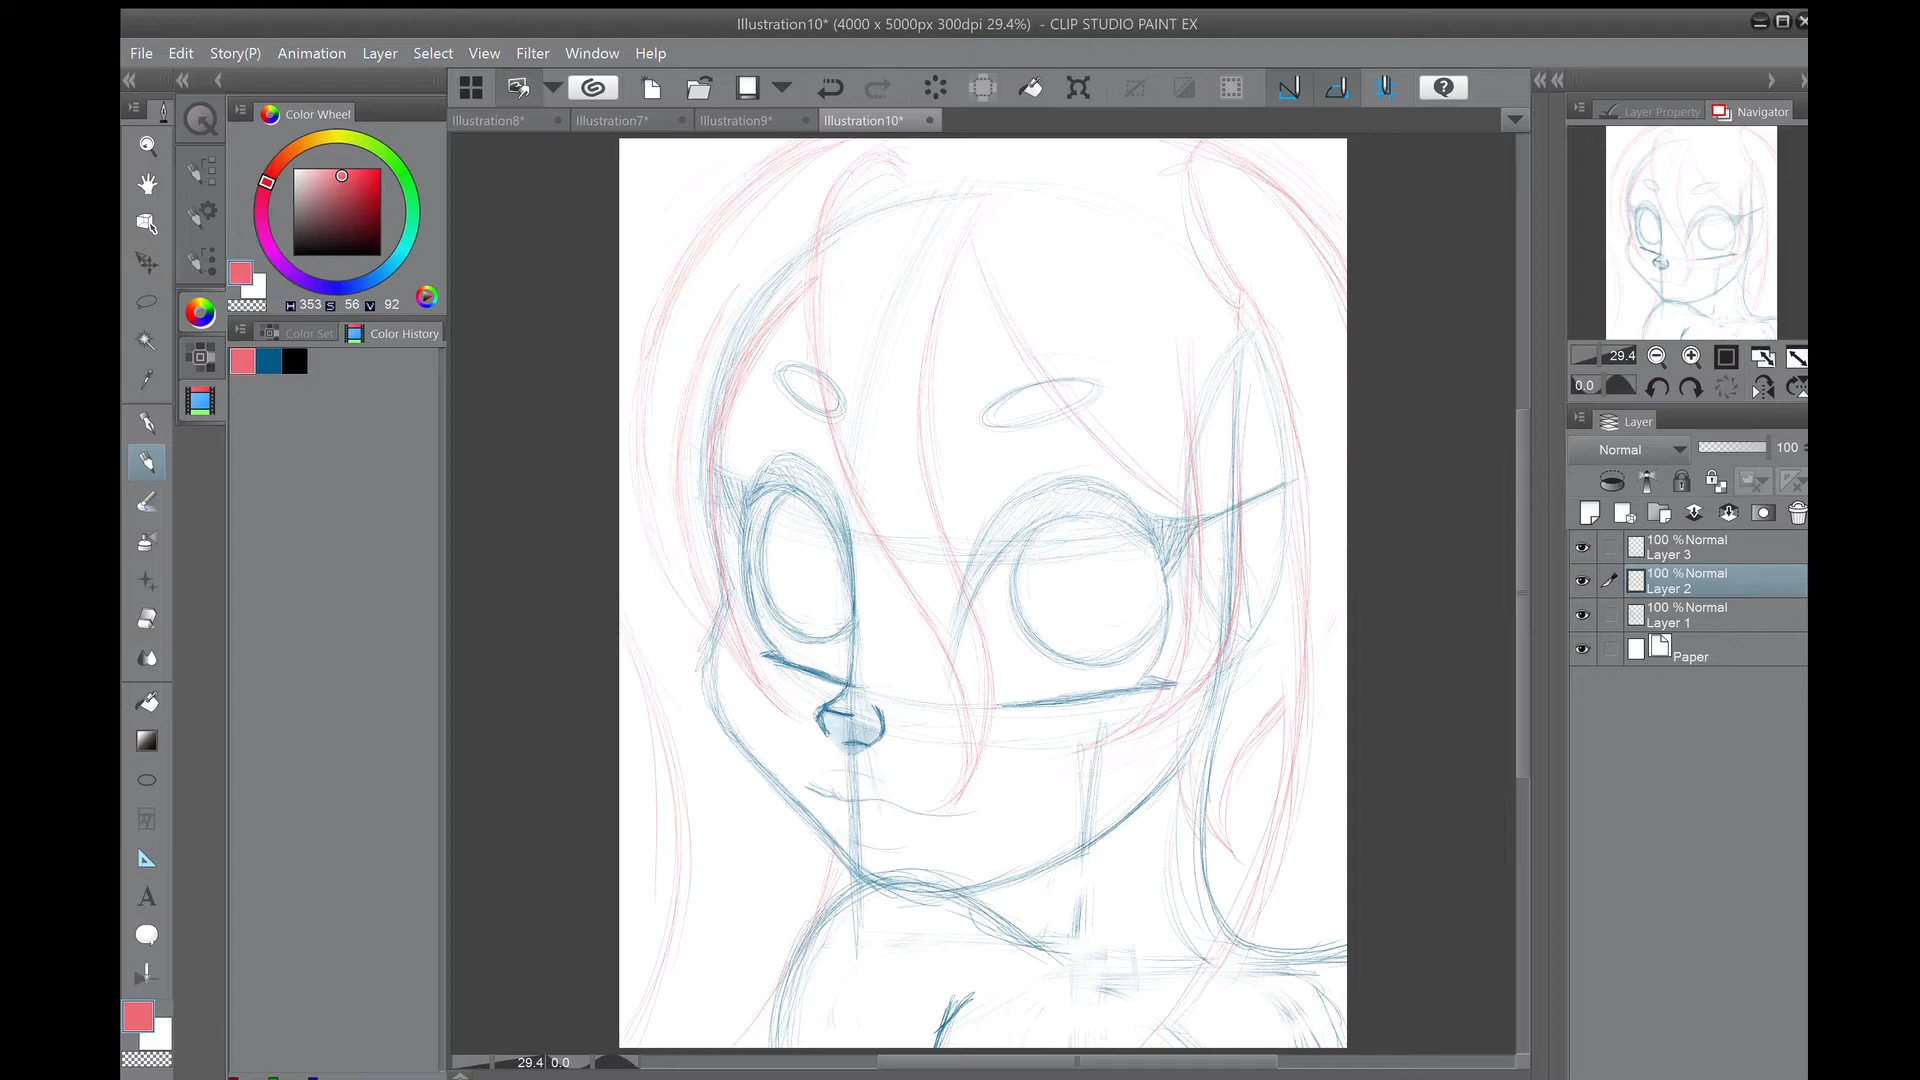 Illustration10* (4000 x 5000px 300dpi 29.4%)  - CLIP STUDIO PAINT EX
File Edit Story(P) Animation Layer Select View Filter Window Help
Illustration8* Illustration7* Illustration9* Illustration10*
Color Wheel
H 353 S 56 V 92
Color Set Color History
Layer Property Navigator
29.4
0.0
Layer
Normal 100
100 %Normal
Layer 3
100 %Normal
Layer 2
100 %Normal
Layer 1
Paper
A
29.4 0.0